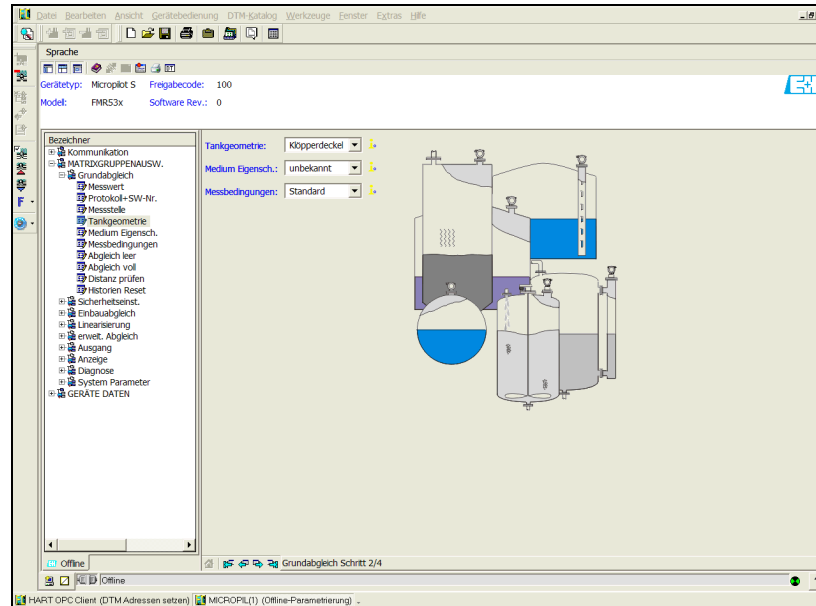 Datei Bearbeiten Ansicht Gerätebedienung DTM-Katalog Werkzeuge Fenster Extras Hilfe
Sprache
Gerätetyp: Micropilot S Freigabecode: 100
Model: FMR53x Software Rev.: 0
Bezeichner
Kommunikation
MATRIXGRUPPENAUSW.
Grundabgleich
Messwert
Protokol+SW-Nr.
Messstelle
Tankgeometrie
Medium Eigensch.
Messbedingungen
Abgleich leer
Abgleich voll
Distanz prüfen
Historien Reset
Sicherheitseinst.
Einbauabgleich
Linearisierung
erweit. Abgleich
Ausgang
Anzeige
Diagnose
System Parameter
GERÄTE DATEN
Tankgeometrie: Klöpperdeckel
Medium Eigensch.: unbekannt
Messbedingungen: Standard
F
Offline
Grundabgleich Schritt 2/4
Offline
HART OPC Client (DTM Adressen setzen) MICROPIL(1) (Offline-Parametrierung)